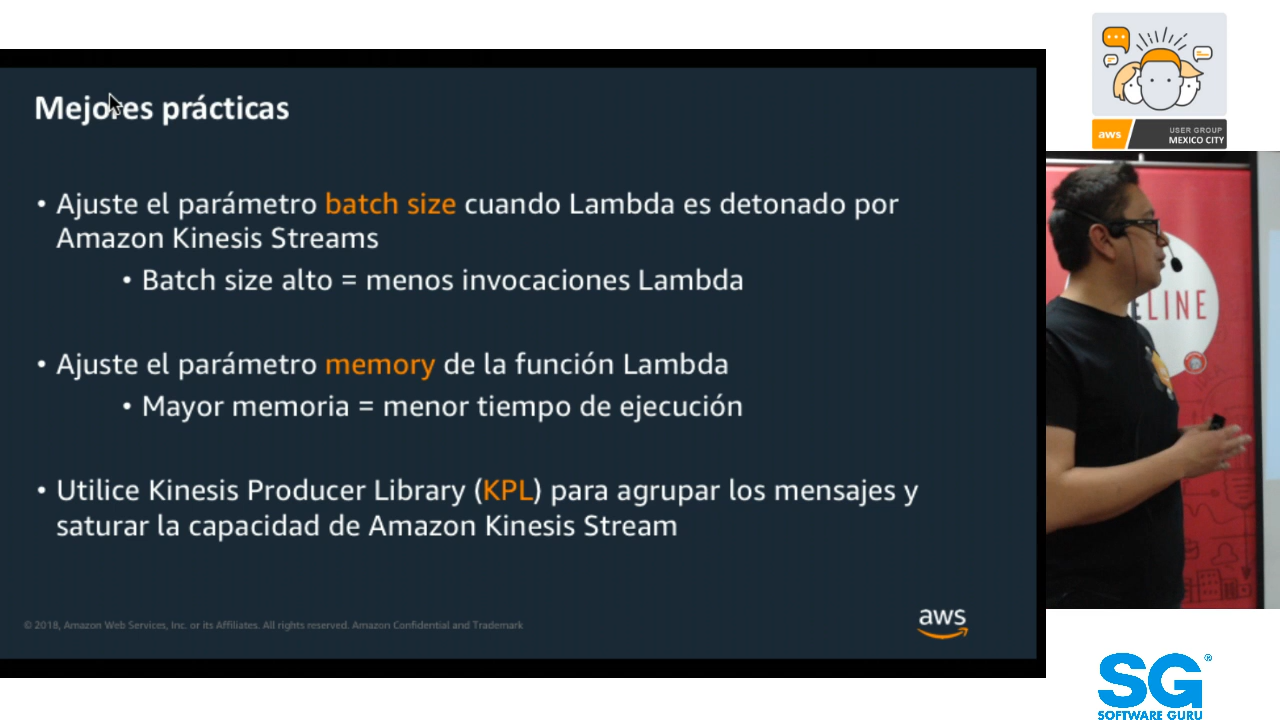 Mejores prácticas
• Ajuste el parámetro batch size cuando Lambda es detonado por
Amazon Kinesis Streams
• Batch size alto = menos invocaciones Lambda
• Ajuste el parámetro memory de la función Lambda
• Mayor memoria = menor tiempo de ejecución
• Utilice Kinesis Producer Library (KPL) para agrupar los mensajes y
saturar la capacidad de Amazon Kinesis Stream
© 2018, Amazon Web Services, Inc. or its Affiliates. All rights reserved. Amazon Confidential and Trademark
aws
aws
USER GROUP
MEXICO CITY
LINE
SG®
SOFTWARE GURU